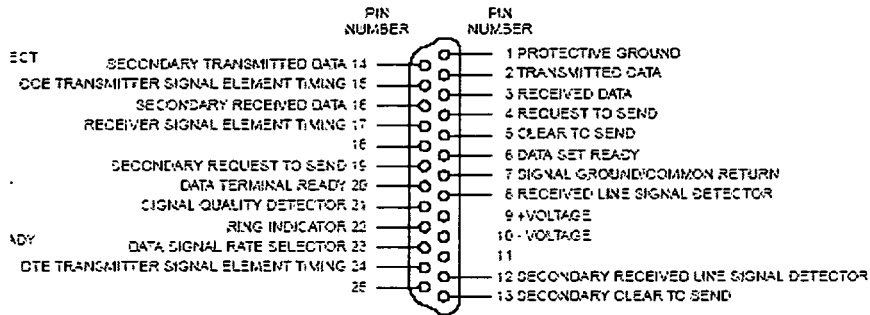 PIN NUMBER
PIN NUMBER
ECT
SECONDARY TRANSMITTED DATA 14
DCE TRANSMITTER SIGNAL ELEMENT TIMING 15
SECONDARY RECEIVED DATA 16
RECEIVER SIGNAL ELEMENT TIMING 17
18
SECONDARY REQUEST TO SEND 19
DATA TERMINAL READY 20
SIGNAL QUALITY DETECTOR 21
RING INDICATOR 22
ADY
DATA SIGNAL RATE SELECTOR 23
DTE TRANSMITTER SIGNAL ELEMENT TIMING 24
25
1 PROTECTIVE GROUND
2 TRANSMITTED DATA
3 RECEIVED DATA
4 REQUEST TO SEND
5 CLEAR TO SEND
6 DATA SET READY
7 SIGNAL GROUND/COMMON RETURN
8 RECEIVED LINE SIGNAL DETECTOR
9 +VOLTAGE
10 - VOLTAGE
11
12 SECONDARY RECEIVED LINE SIGNAL DETECTOR
13 SECONDARY CLEAR TO SEND